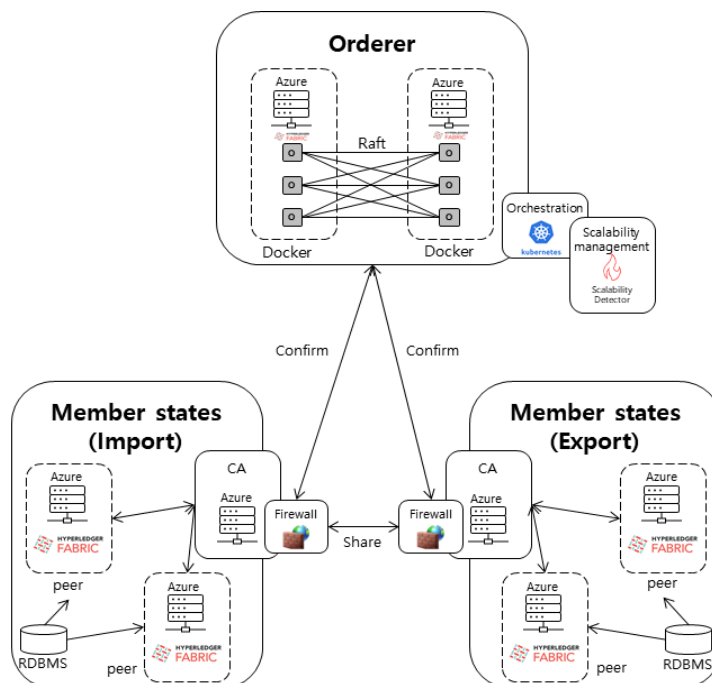 Orderer
Azure
Azure
HYPERLEDGER
FABRIC
HYPERLEDGER
FABRIC
Raft
Docker
Docker
Orchestration
kubernetes
Scalability
management
Scalability
Detector
Confirm
Confirm
Member states
(Import)
Member states
(Export)
Azure
HYPERLEDGER
FABRIC
peer
CA
Azure
Firewall
Share
Firewall
CA
Azure
Azure
HYPERLEDGER
FABRIC
peer
Azure
HYPERLEDGER
FABRIC
peer
RDBMS
Azure
HYPERLEDGER
FABRIC
peer
RDBMS